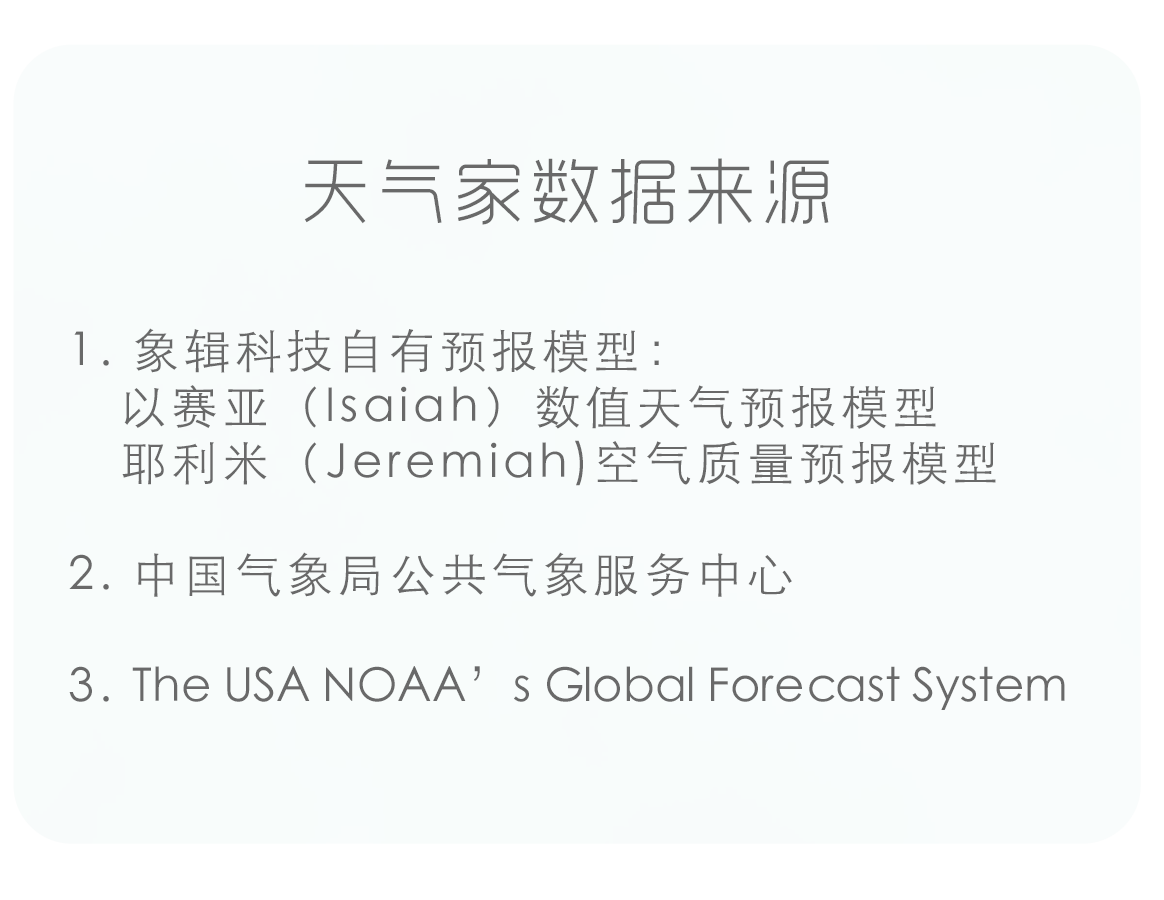 天气家数据来源
1. 象辑科技自有预报模型：
以赛亚（Isaiah）数值天气预报模型
耶利米（Jeremiah)空气质量预报模型
2. 中国气象局公共气象服务中心
3. The USA NOAA’s Global Forecast System